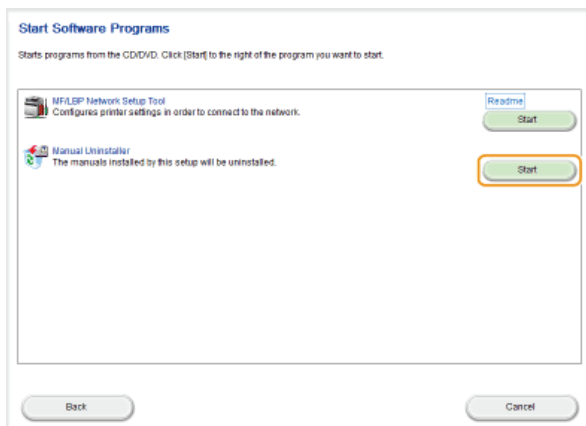 Start Software Programs
Starts programs from the CD/DVD. Click [Start] to the right of the program you want to start.
MF/LBP Network Setup Tool
Readme
Configures printer settings in order to connect to the network.
Start
Manual Uninstaller
The manuals installed by this setup will be uninstalled.
Start
Back
Cancel